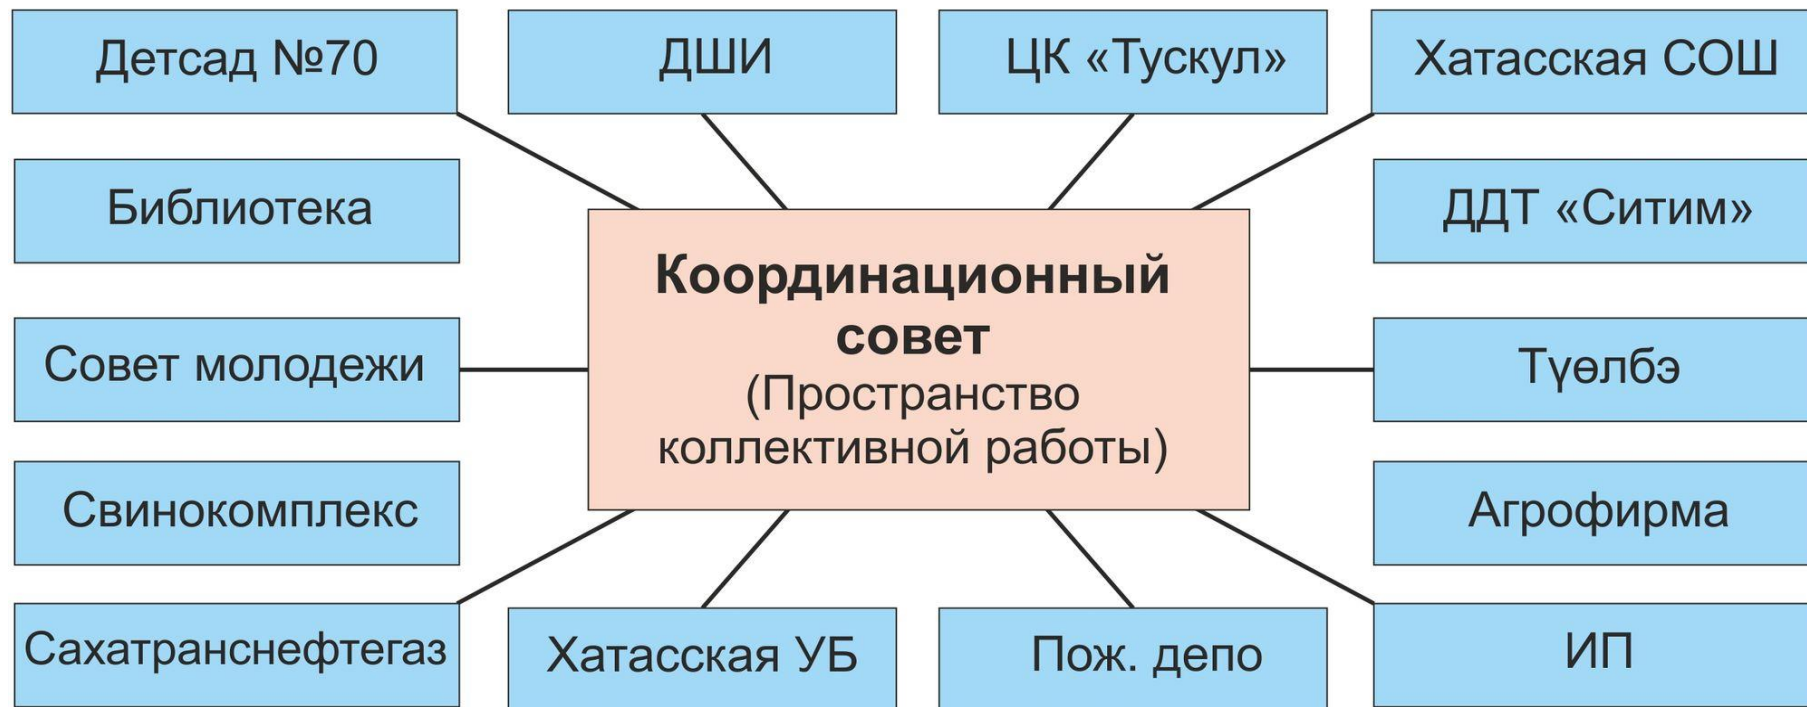 Детсад №70
ДШИ
ЦК «Тускул»
Хатасская СОШ
Библиотека
ДДТ «Ситим»
Координационный
совет
(Пространство
коллективной работы)
Совет молодежи
Түөлбэ
Свинокомплекс
Агрофирма
Сахатранснефтегаз
Хатасская УБ
Пож. депо
ИП